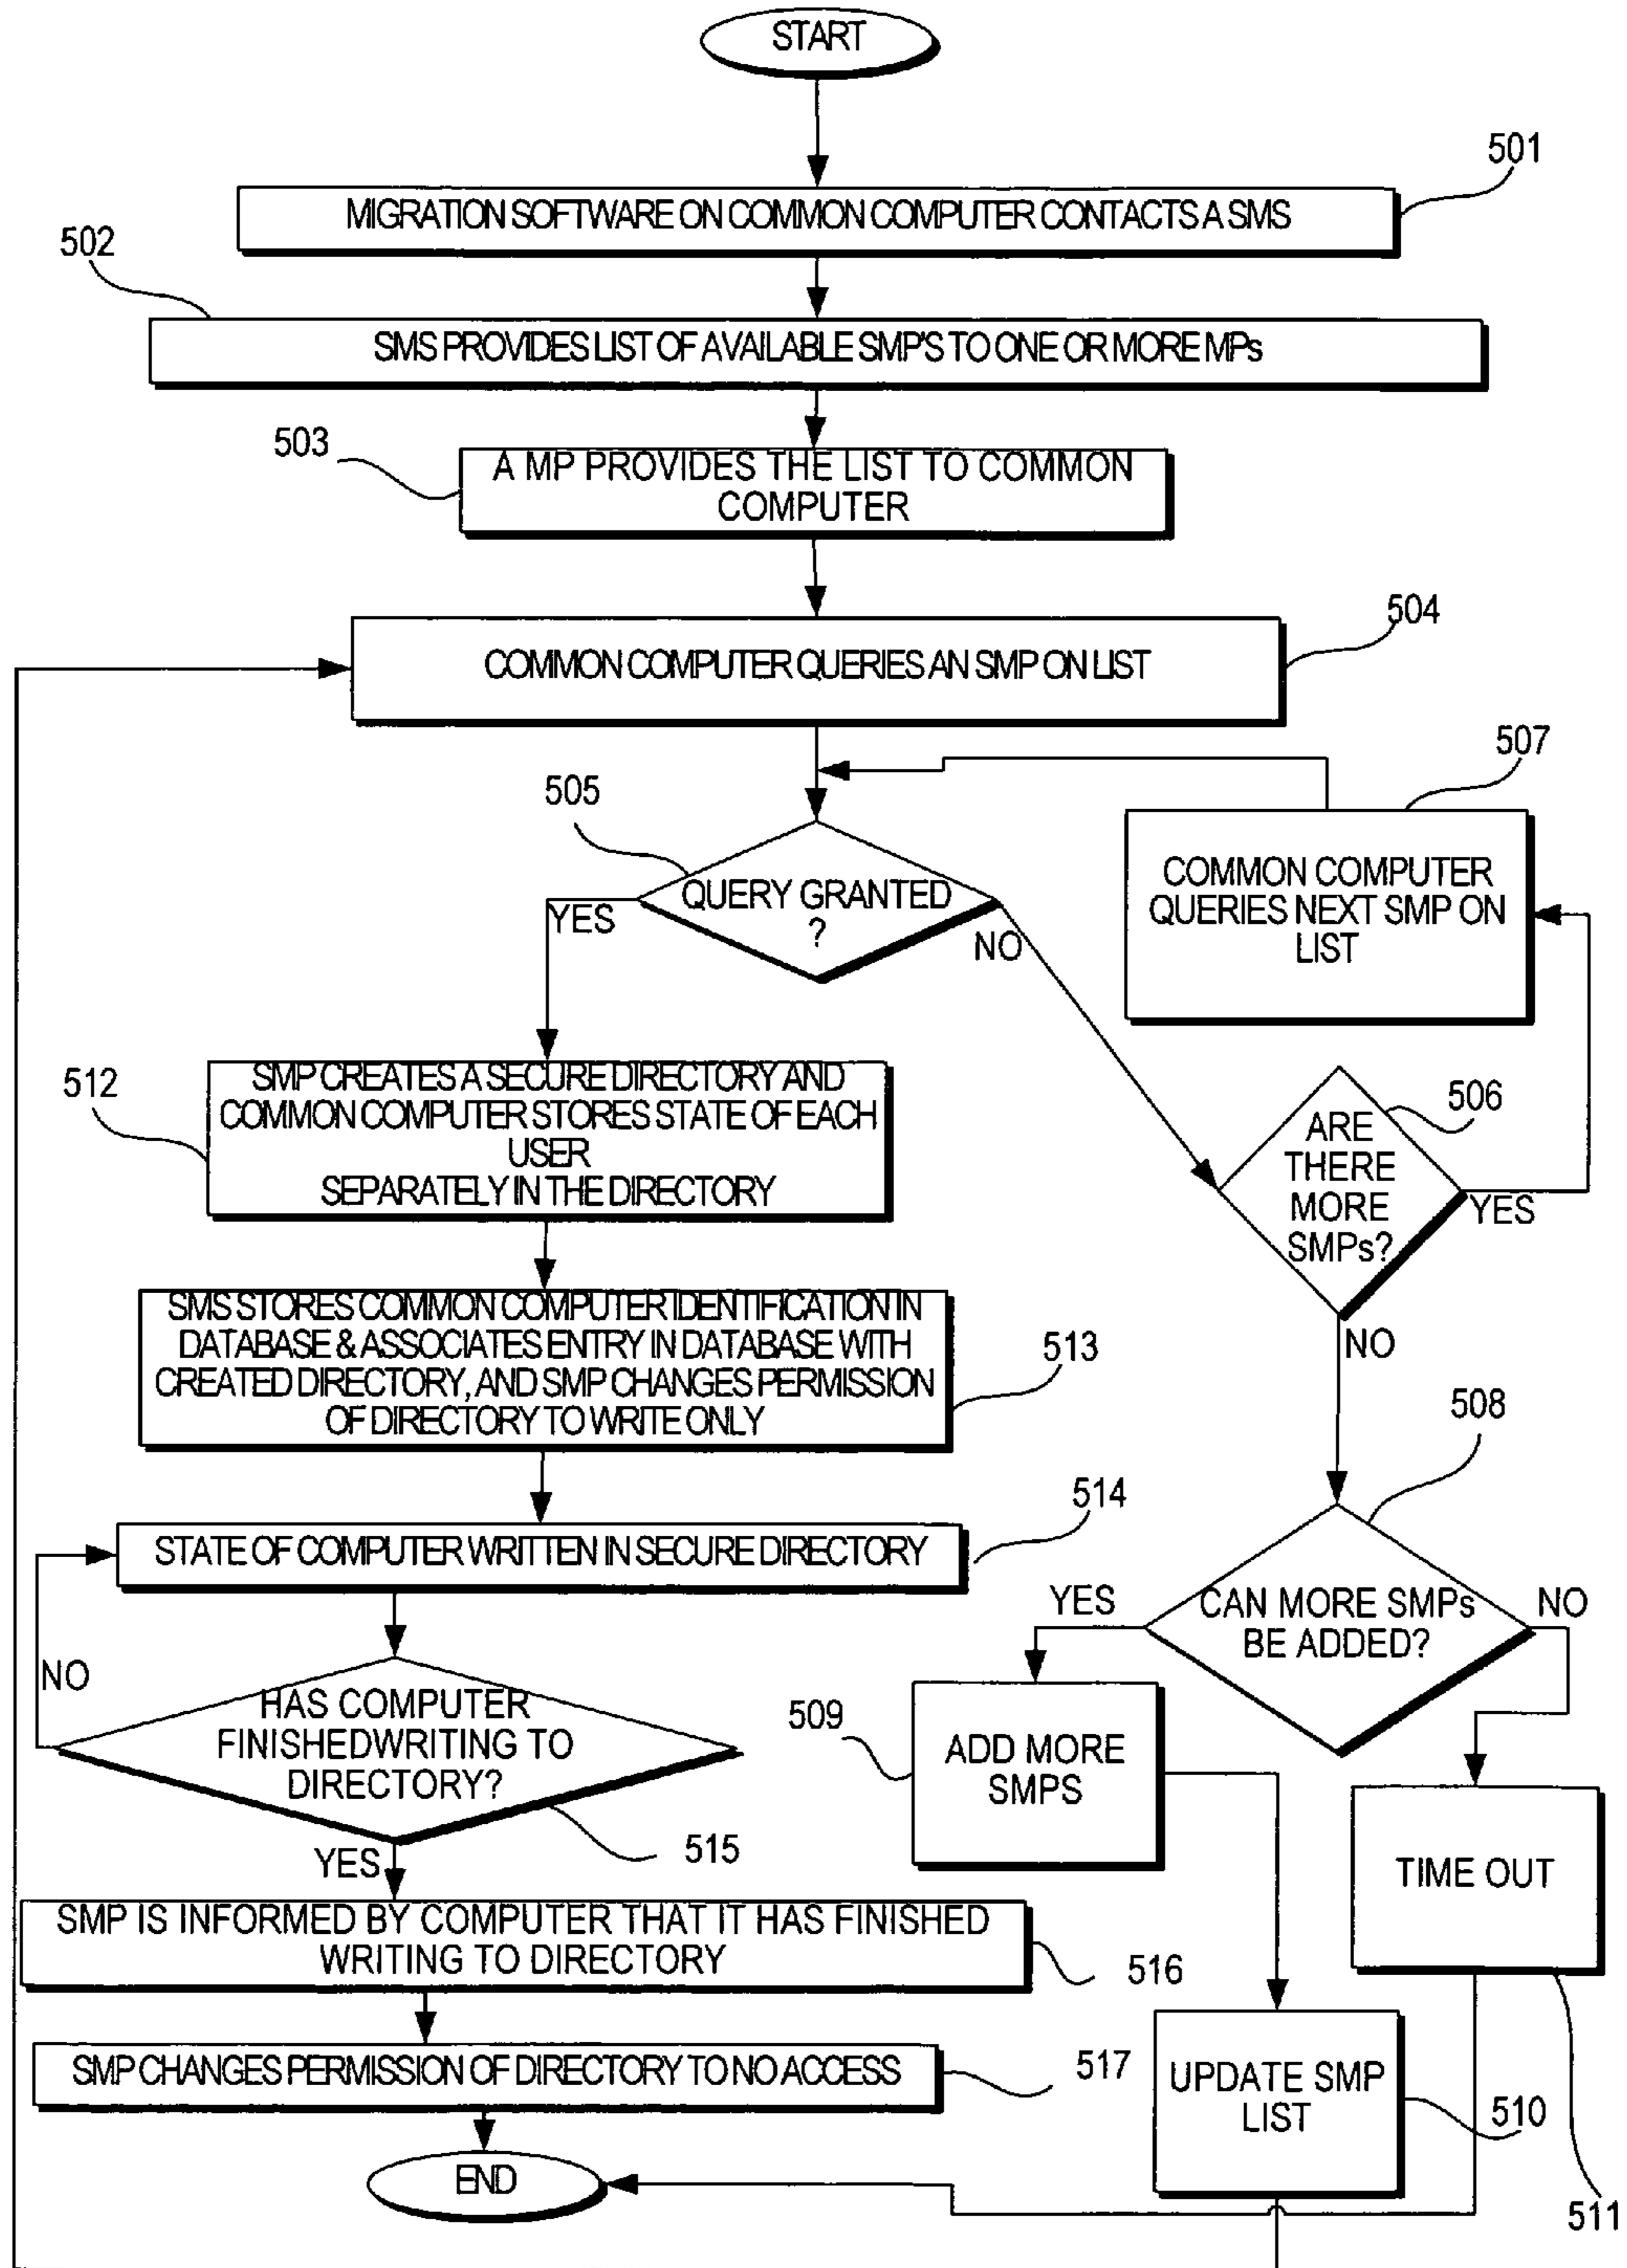 START
501
MIGRATION SOFTWARE ON COMMON COMPUTER CONTACTS A SMS
502
SMS PROVIDES LIST OF AVAILABLE SMP'S TO ONE OR MORE MPs
503
A MP PROVIDES THE LIST TO COMMON
COMPUTER
504
COMMON COMPUTER QUERIES AN SMP ON LIST
507
505
COMMON COMPUTER
QUERIES NEXT SMP ON
LIST
QUERY GRANTED
?
YES
NO
512
SMP CREATES A SECURE DIRECTORY AND
COMMON COMPUTER STORES STATE OF EACH
USER
SEPARATELY IN THE DIRECTORY
506
ARE
THERE
MORE
SMPs?
YES
NO
SMS STORES COMMON COMPUTER IDENTIFICATION IN
DATABASE & ASSOCIATES ENTRY IN DATABASE WITH
CREATED DIRECTORY, AND SMP CHANGES PERMISSION
OF DIRECTORY TO WRITE ONLY
513
508
514
STATE OF COMPUTER WRITTEN IN SECURE DIRECTORY
YES
CAN MORE SMPs
BE ADDED?
NO
NO
HAS COMPUTER
FINISHEDWRITING TO
DIRECTORY?
509
ADD MORE
SMPS
515
YES
TIME OUT
SMP IS INFORMED BY COMPUTER THAT IT HAS FINISHED
WRITING TO DIRECTORY
516
SMP CHANGES PERMISSION OF DIRECTORY TO NO ACCESS
517
UPDATE SMP
LIST
510
END
511